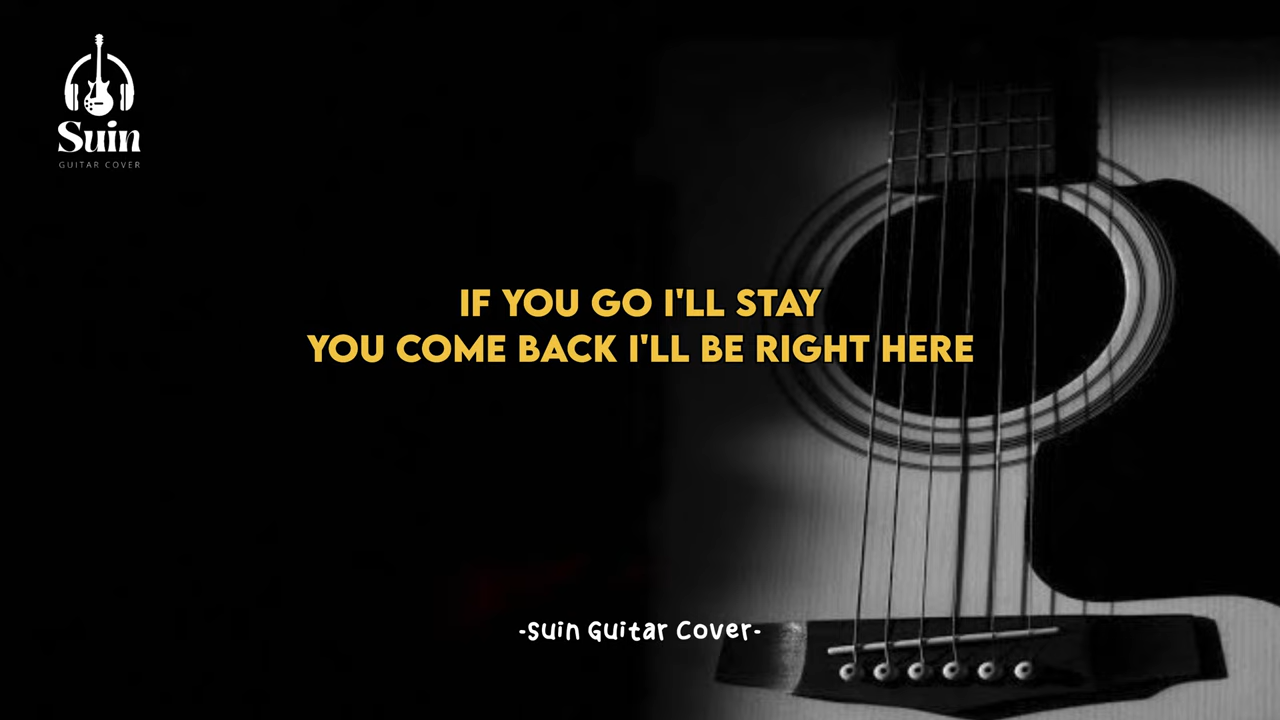 Suin
GUITAR COVER
IF YOU GO I'LL STAY
YOU COME BACK I'LL BE RIGHT HERE
-Suin Guitar Cover-